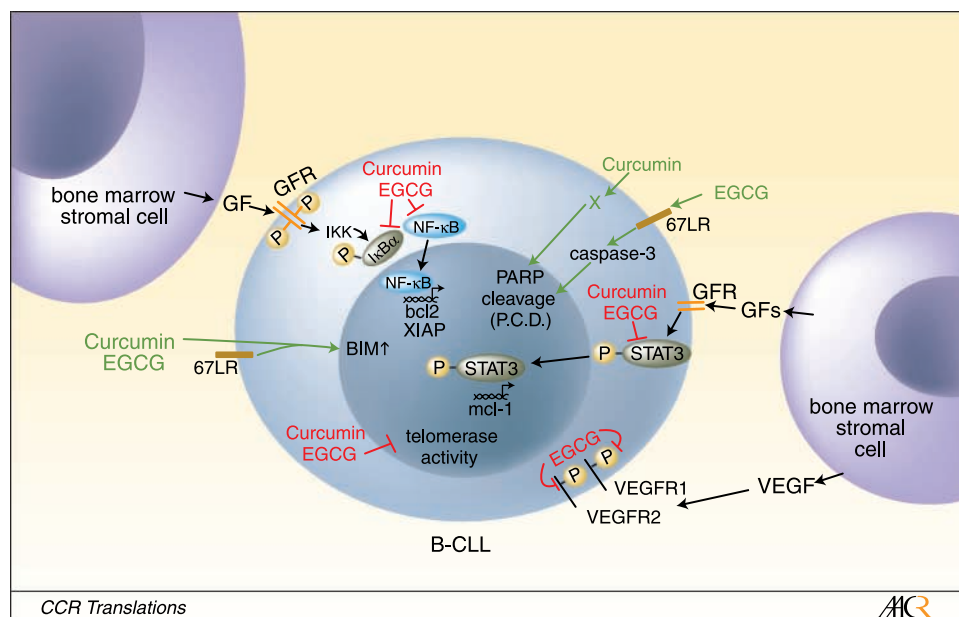 bone marrow
stromal cell
GF
GFR
P
P
IKK
P
IκBα
Curcumin
EGCG
NF-κB
NF-κB
bcl2
XIAP
Curcumin
X
EGCG
67LR
caspase-3
PARP
cleavage
(P.C.D.)
Curcumin
EGCG
GFR
GFs
P
STAT3
P
STAT3
mcl-1
Curcumin
EGCG
67LR
BIM↑
Curcumin
EGCG
telomerase
activity
EGCG
P
P
VEGFR1
VEGFR2
VEGF
bone marrow
stromal
cell
B-CLL
CCR Translations
AACR